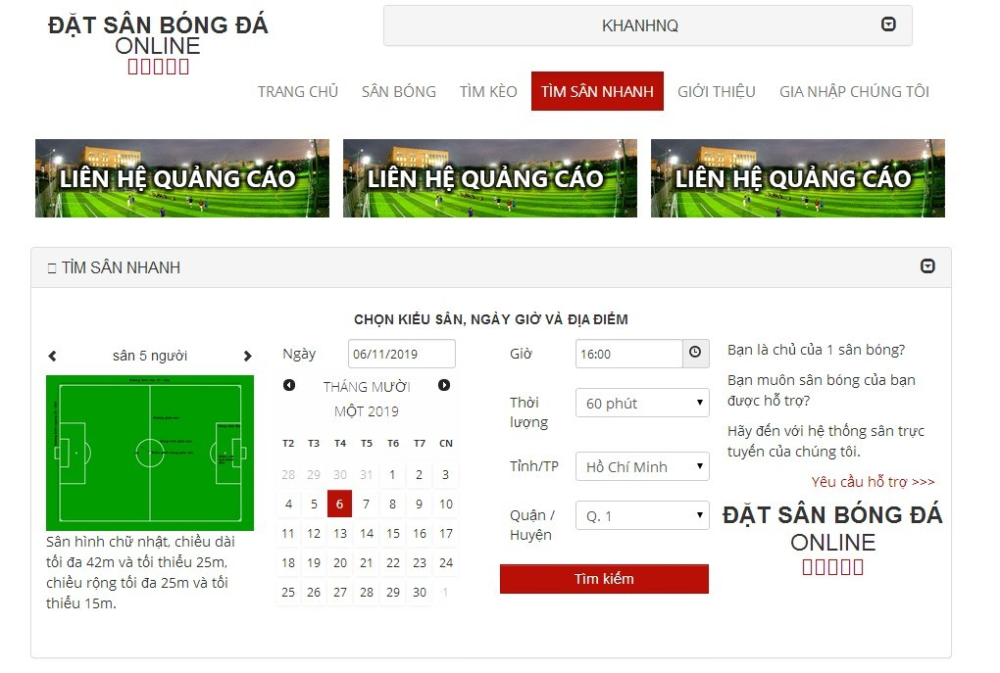 ĐẶT SÂN BÓNG ĐÁ
ONLINE
KHANHNQ
TRANG CHỦ SÂN BÓNG TÌM KÈO TÌM SÂN NHANH GIỚI THIỆU GIA NHẬP CHÚNG TÔI
LIÊN HỆ QUẢNG CÁO LIÊN HỆ QUẢNG CÁO LIÊN HỆ QUẢNG CÁO
TÌM SÂN NHANH
CHỌN KIỂU SÂN, NGÀY GIỜ VÀ ĐỊA ĐIỂM
sân 5 người
Sân hình chữ nhật, chiều dài
tối đa 42m và tối thiểu 25m,
chiều rộng tối đa 25m và tối
thiểu 15m.
Ngày 06/11/2019
THÁNG MƯỜI
MỘT 2019
T2 T3 T4 T5 T6 T7 CN
28 29 30 31 1 2 3
4 5 6 7 8 9 10
11 12 13 14 15 16 17
18 19 20 21 22 23 24
25 26 27 28 29 30 1
Giờ 16:00
Thời
lượng
60 phút
Tỉnh/TP Hồ Chí Minh
Quận /
Huyện
Q. 1
Tìm kiếm
Bạn là chủ của 1 sân bóng?
Bạn muôn sân bóng của bạn
được hỗ trợ?
Hãy đến với hệ thống sân trực
tuyến của chúng tôi.
Yêu cầu hỗ trợ >>>
ĐẶT SÂN BÓNG ĐÁ
ONLINE